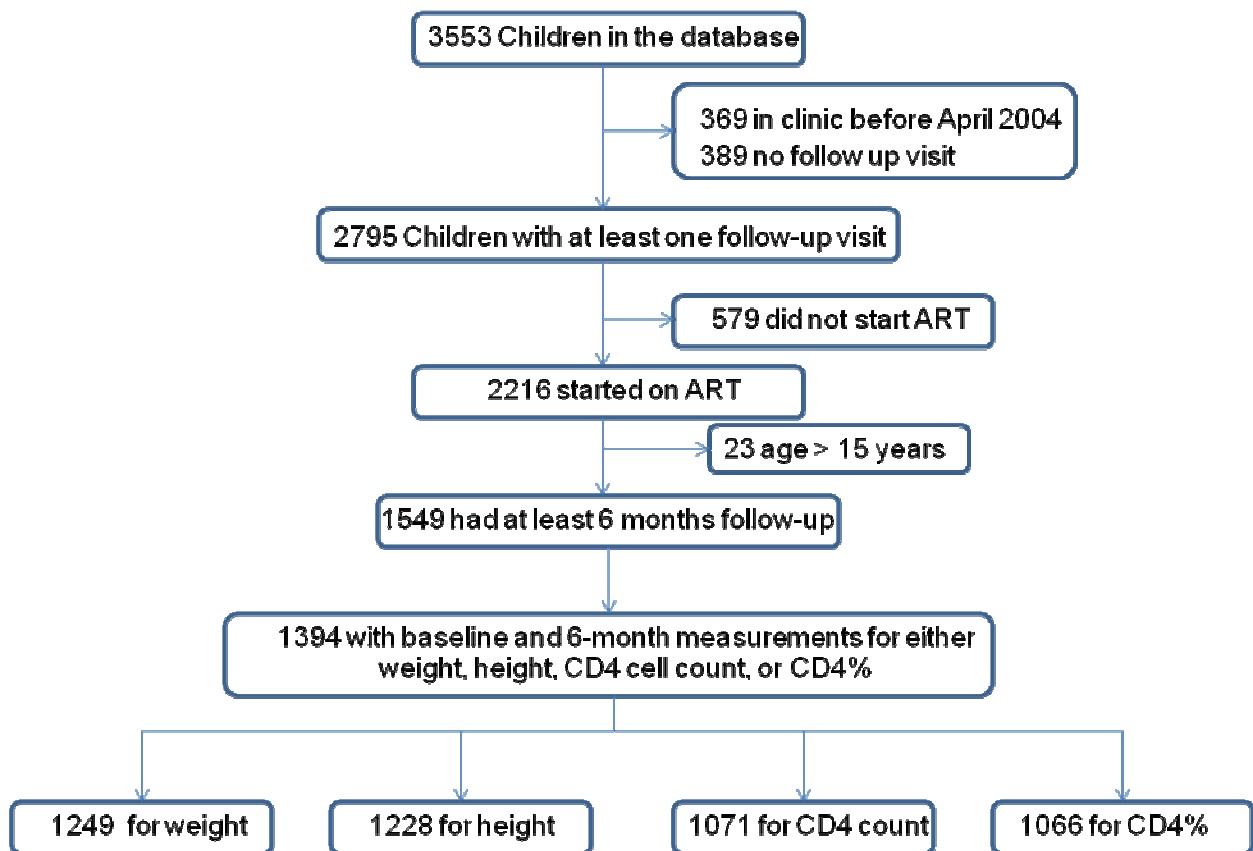 3553 Children in the database
369 in clinic before April 2004
389 no follow up visit
2795 Children with at least one follow-up visit
579 did not start ART
2216 started on ART
23 age > 15 years
1549 had at least 6 months follow-up
1394 with baseline and 6-month measurements for either
weight, height, CD4 cell count, or CD4%
1249 for weight
1228 for height
1071 for CD4 count
1066 for CD4%